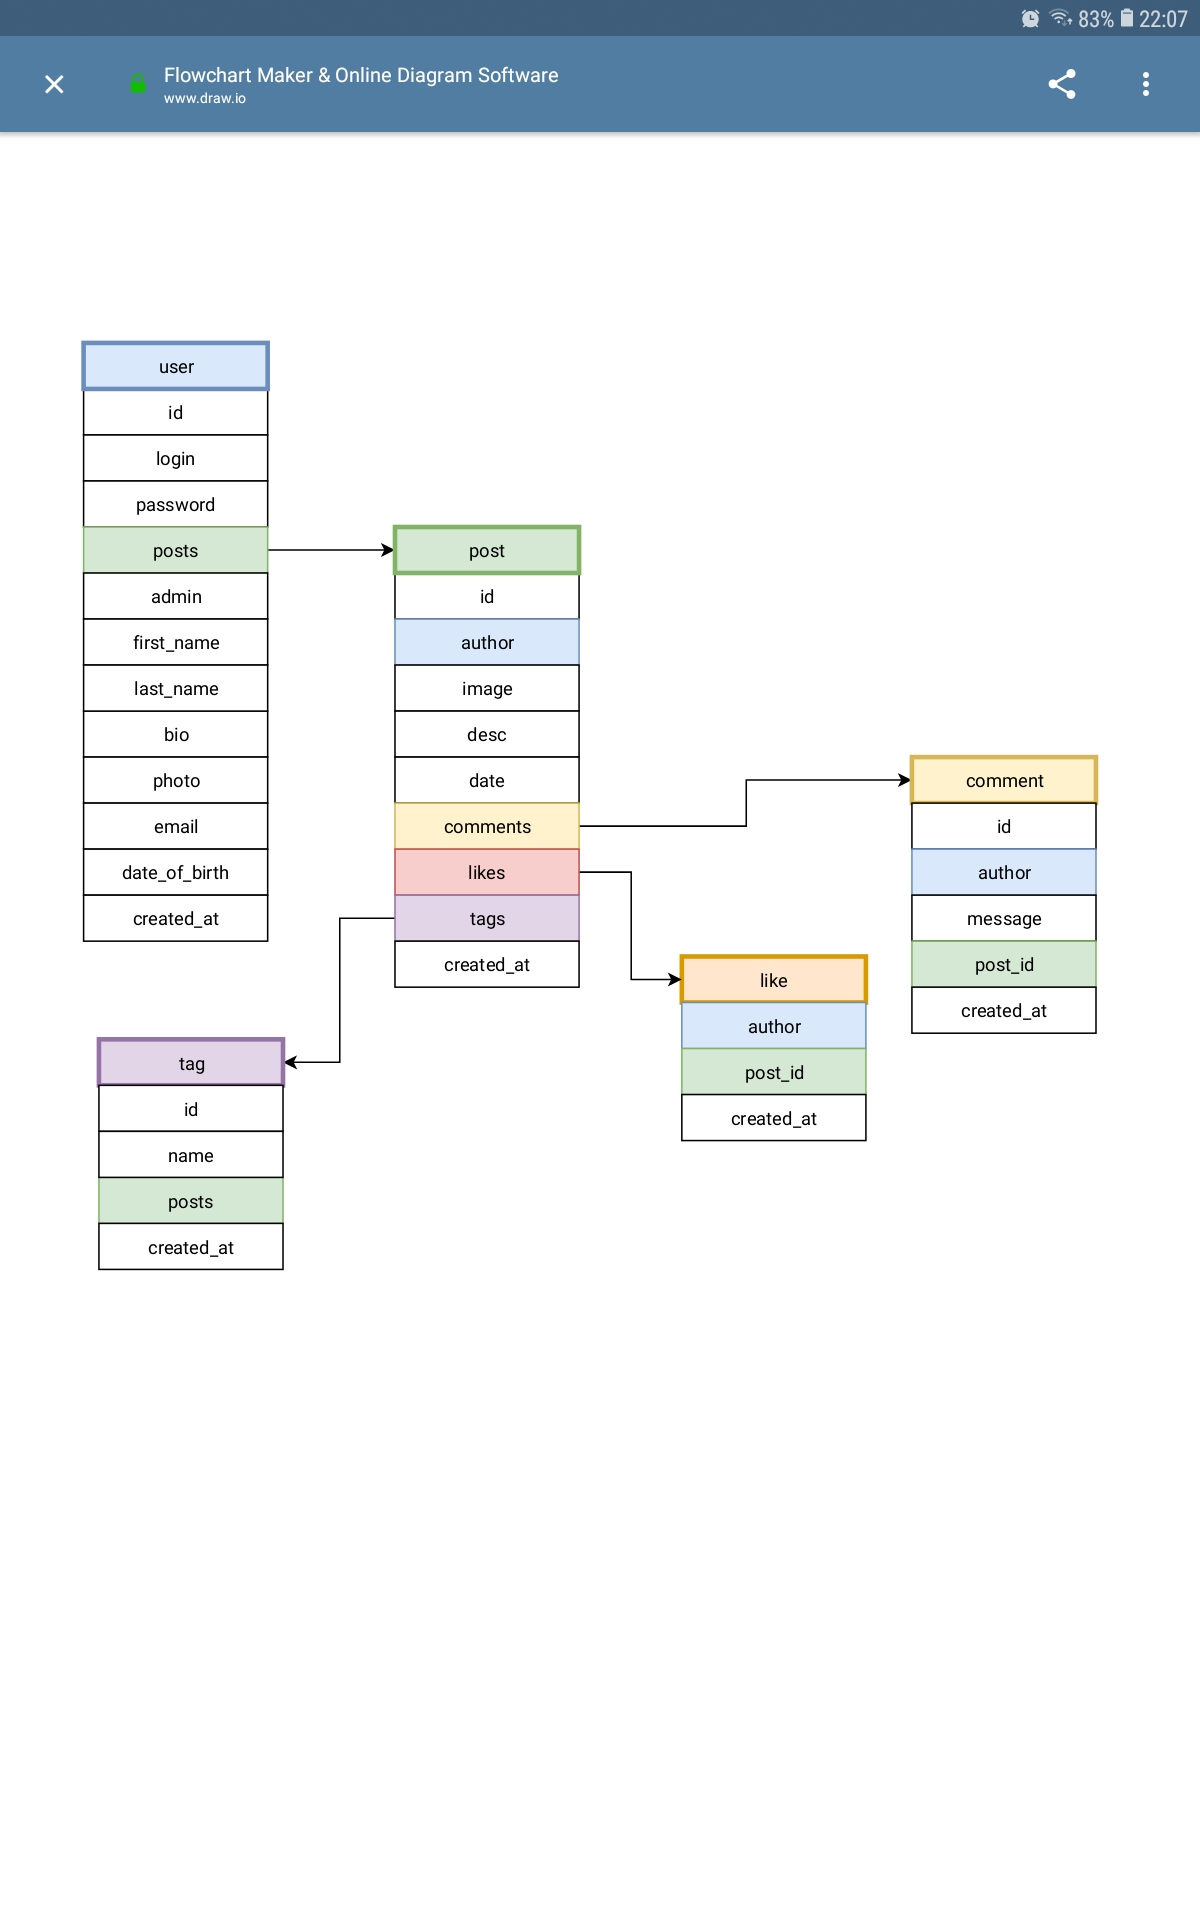 83% 22:07
Flowchart Maker & Online Diagram Software
www.draw.io
user
id
login
password
posts
admin
first_name
last_name
bio
photo
email
date_of_birth
created_at
post
id
author
image
desc
date
comments
likes
tags
created_at
comment
id
author
message
post_id
created_at
like
author
post_id
created_at
tag
id
name
posts
created_at